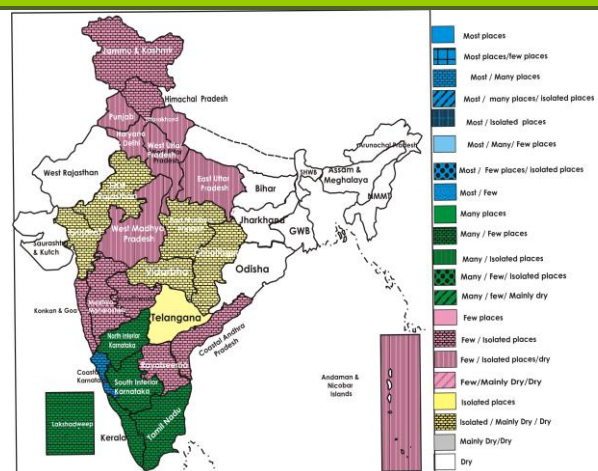 Jammu & Kashmir
Himachal Pradesh
Punjab
Uttarakhand
Haryana
& Delhi
West Uttar
Pradesh
West Rajasthan
East Uttar
Pradesh
Bihar
SHWB
Arunachal Pradesh
Assam &
Meghalaya
NMMT
Jharkhand
GWB
West Madhya
Pradesh
Saurashtra
& Kutch
Vidarbha
Odisha
Konkan & Goa
Madhya
Maharashtra
Telangana
Coastal Andhra
Pradesh
North Interior
Karnataka
Rayalseema
Coastal
Karnataka
South Interior
Karnataka
Lakshadweep
Kerala
Tamil Nadu
Andaman &
Nicobar
Islands
Most places
Most places/few places
Most / Many places
Most / many places/isolated places
Most / Isolated places
Most / Many/ Few places
Most / Few places/ isolated places
Most / Few
Many places
Many / Few places
Many / Isolated places
Many / Few/ Isolated places
Many / few/ Mainly dry
Few places
Few / Isolated places
Few / Isolated places/dry
Few/Mainly Dry/Dry
Isolated places
Isolated / Mainly Dry / Dry
Mainly Dry/Dry
Dry